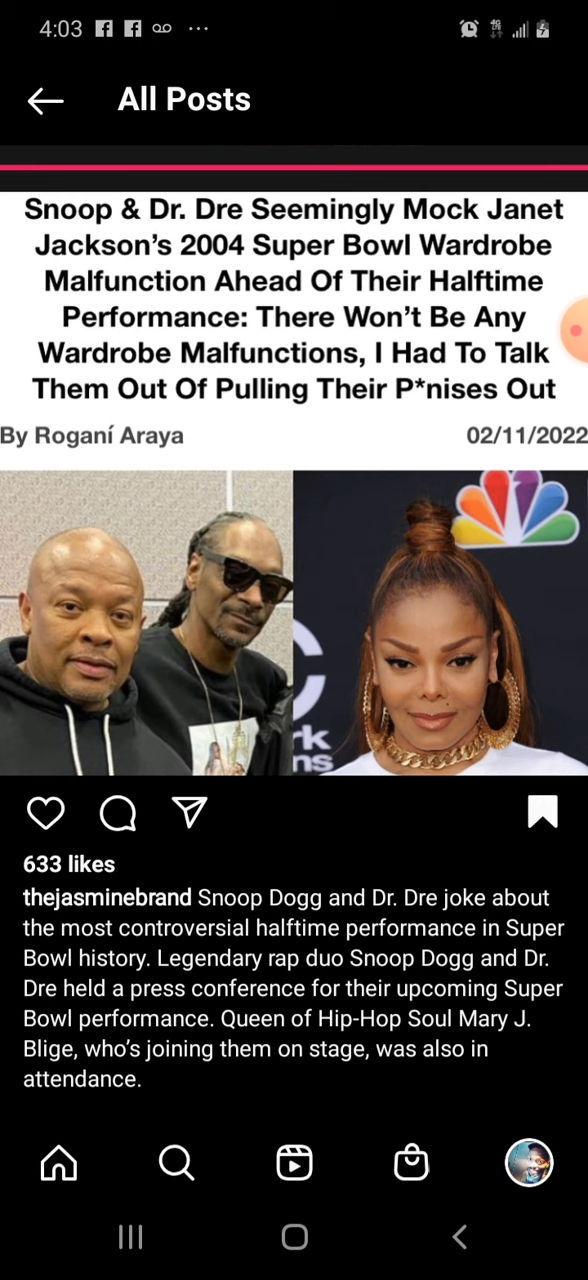 4:03
4G
All Posts
Snoop & Dr. Dre Seemingly Mock Janet
Jackson's 2004 Super Bowl Wardrobe
Malfunction Ahead Of Their Halftime
Performance: There Won't Be Any
Wardrobe Malfunctions, I Had To Talk
Them Out Of Pulling Their P*nises Out
By Roganí Araya 02/11/2022
rk
ns
633 likes
thejasminebrand Snoop Dogg and Dr. Dre joke about
the most controversial halftime performance in Super
Bowl history. Legendary rap duo Snoop Dogg and Dr.
Dre held a press conference for their upcoming Super
Bowl performance. Queen of Hip-Hop Soul Mary J.
Blige, who's joining them on stage, was also in
attendance.